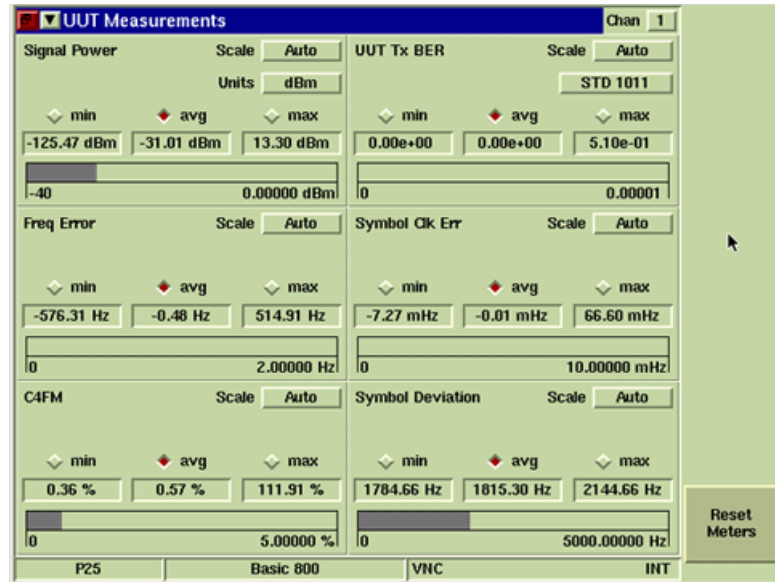 UUT Measurements Chan 1
Signal Power Scale Auto
Units dBm
min avg max
-125.47 dBm -31.01 dBm 13.30 dBm
-40 0.00000 dBm
UUT Tx BER Scale Auto
STD 1011
min avg max
0.00e+00 0.00e+00 5.10e-01
0 0.00001
Freq Error Scale Auto
min avg max
-576.31 Hz -0.48 Hz 514.91 Hz
0 2.00000 Hz
Symbol Clk Err Scale Auto
min avg max
-7.27 mHz -0.01 mHz 66.60 mHz
0 10.00000 mHz
C4FM Scale Auto
min avg max
0.36 % 0.57 % 111.91 %
0 5.00000 %
Symbol Deviation Scale Auto
min avg max
1784.66 Hz 1815.30 Hz 2144.66 Hz
0 5000.00000 Hz
Reset
Meters
P25 Basic 800 VNC INT